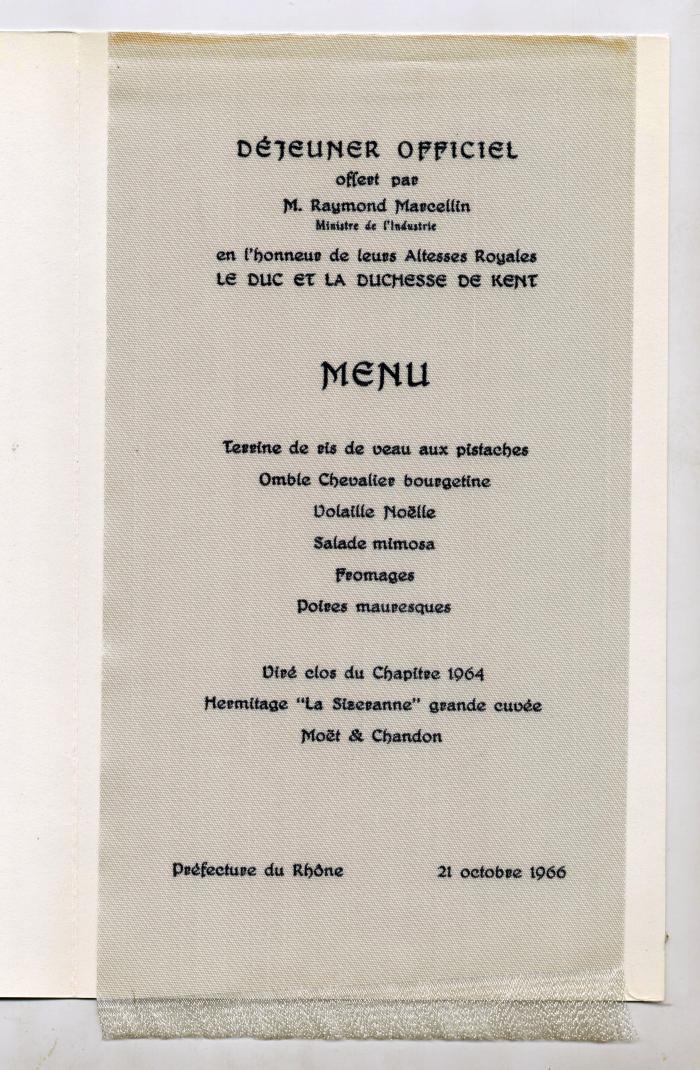 DÉJEUNER OFFICIEL
offert par
M. Raymond Marcellin
Ministre de l'Industrie
en l'honneur de leurs Altesses Royales
LE DUC ET LA DUCHESSE DE KENT
MENU
Terrine de ris de veau aux pistaches
Omble Chevalier bourgetine
Volaille Noëlle
Salade mimosa
Fromages
Poires mauresques
Viré clos du Chapitre 1964
Hermitage "La Sizeranne" grande cuvée
Moët & Chandon
Préfecture du Rhône 21 octobre 1966